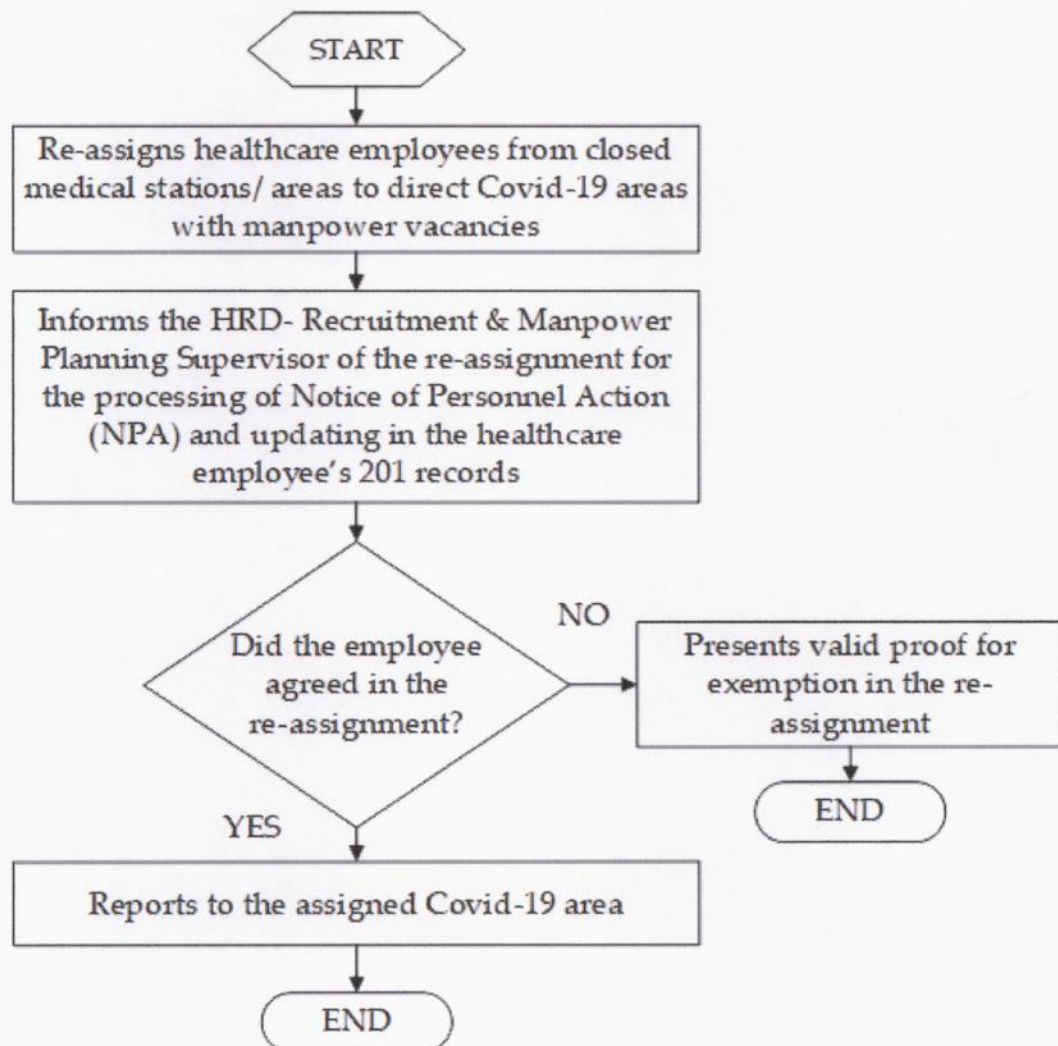 START
Re-assigns healthcare employees from closed
medical stations/ areas to direct Covid-19 areas
with manpower vacancies
Informs the HRD- Recruitment & Manpower
Planning Supervisor of the re-assignment for
the processing of Notice of Personnel Action
(NPA) and updating in the healthcare
employee's 201 records
Did the employee
agreed in the
re-assignment?
NO
Presents valid proof for
exemption in the re-
assignment
END
YES
Reports to the assigned Covid-19 area
END